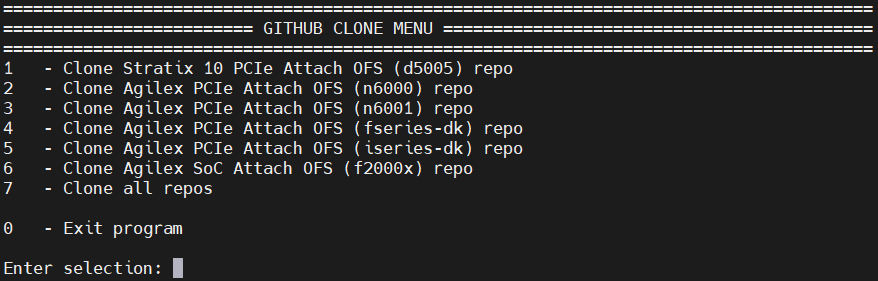 =======================================================================================
========================= GITHUB CLONE MENU ===========================================
=======================================================================================
1   - Clone Stratix 10 PCIe Attach OFS (d5005) repo
2   - Clone Agilex PCIe Attach OFS (n6000) repo
3   - Clone Agilex PCIe Attach OFS (n6001) repo
4   - Clone Agilex PCIe Attach OFS (fseries-dk) repo
5   - Clone Agilex PCIe Attach OFS (iseries-dk) repo
6   - Clone Agilex SoC Attach OFS (f2000x) repo
7   - Clone all repos
0   - Exit program
Enter selection: